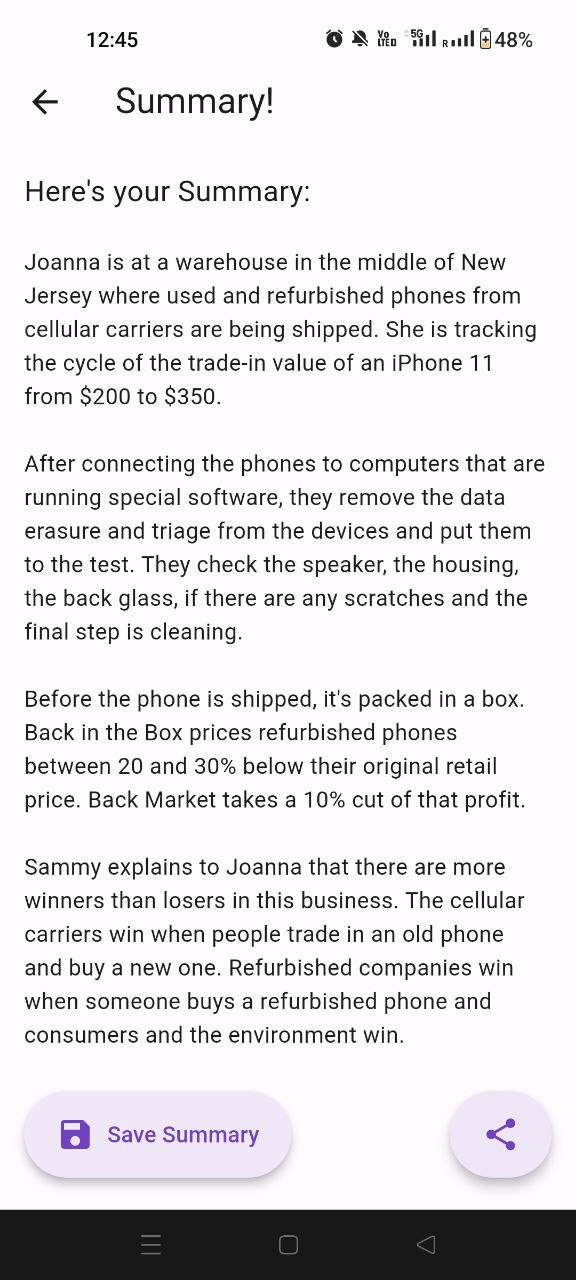 12:45
Vo
LTE
5G
R
48%
Summary!
Here's your Summary:
Joanna is at a warehouse in the middle of New
Jersey where used and refurbished phones from
cellular carriers are being shipped. She is tracking
the cycle of the trade-in value of an iPhone 11
from $200 to $350.
After connecting the phones to computers that are
running special software, they remove the data
erasure and triage from the devices and put them
to the test. They check the speaker, the housing,
the back glass, if there are any scratches and the
final step is cleaning.
Before the phone is shipped, it's packed in a box.
Back in the Box prices refurbished phones
between 20 and 30% below their original retail
price. Back Market takes a 10% cut of that profit.
Sammy explains to Joanna that there are more
winners than losers in this business. The cellular
carriers win when people trade in an old phone
and buy a new one. Refurbished companies win
when someone buys a refurbished phone and
consumers and the environment win.
Save Summary